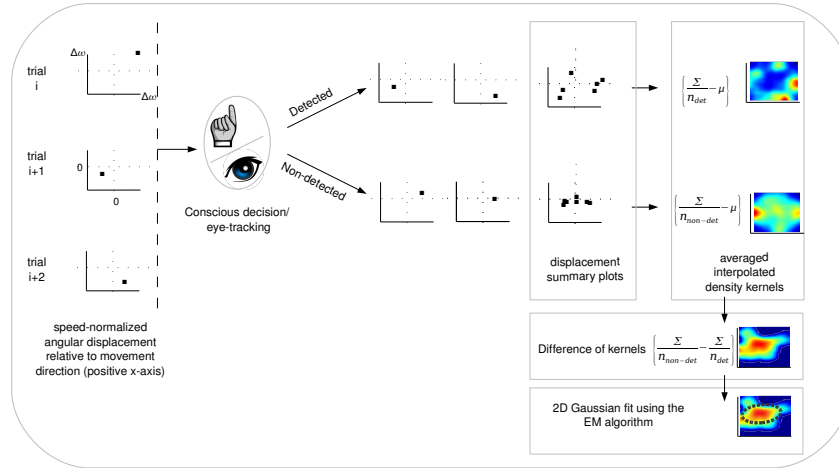 Δω
trial
i
Δω
trial
i+1
0
0
trial
i+2
speed-normalized
angular displacement
relative to movement
direction (positive x-axis)
Conscious decision/
eye-tracking
Detected
Non-detected
displacement
summary plots
{Σ/n_det − μ}
{Σ/n_non−det − μ}
averaged
interpolated
density kernels
Difference of kernels {Σ/n_non−det − Σ/n_det}
2D Gaussian fit using the
EM algorithm